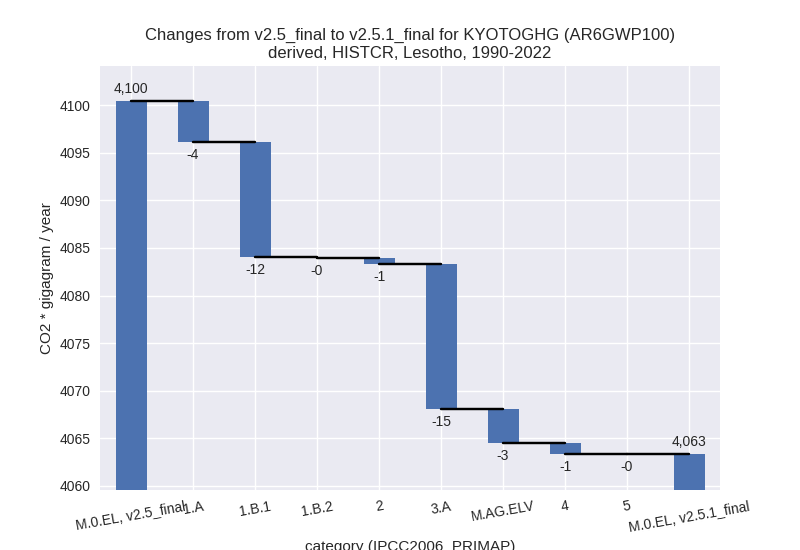 Changes from v2.5_final to v2.5.1_final for KYOTOGHG (AR6GWP100)
derived, HISTCR, Lesotho, 1990-2022
4,100
-4
-12
-0
-1
-15
-3
-1
-0
4,063
4100
4095
4090
4085
4080
4075
4070
4065
4060
CO2 * gigagram / year
M.0.EL, v2.5_final
1.A
1.B.1
1.B.2
2
3.A
M.AG.ELV
4
5
M.0.EL, v2.5.1_final
category (IPCC2006_PRIMAP)